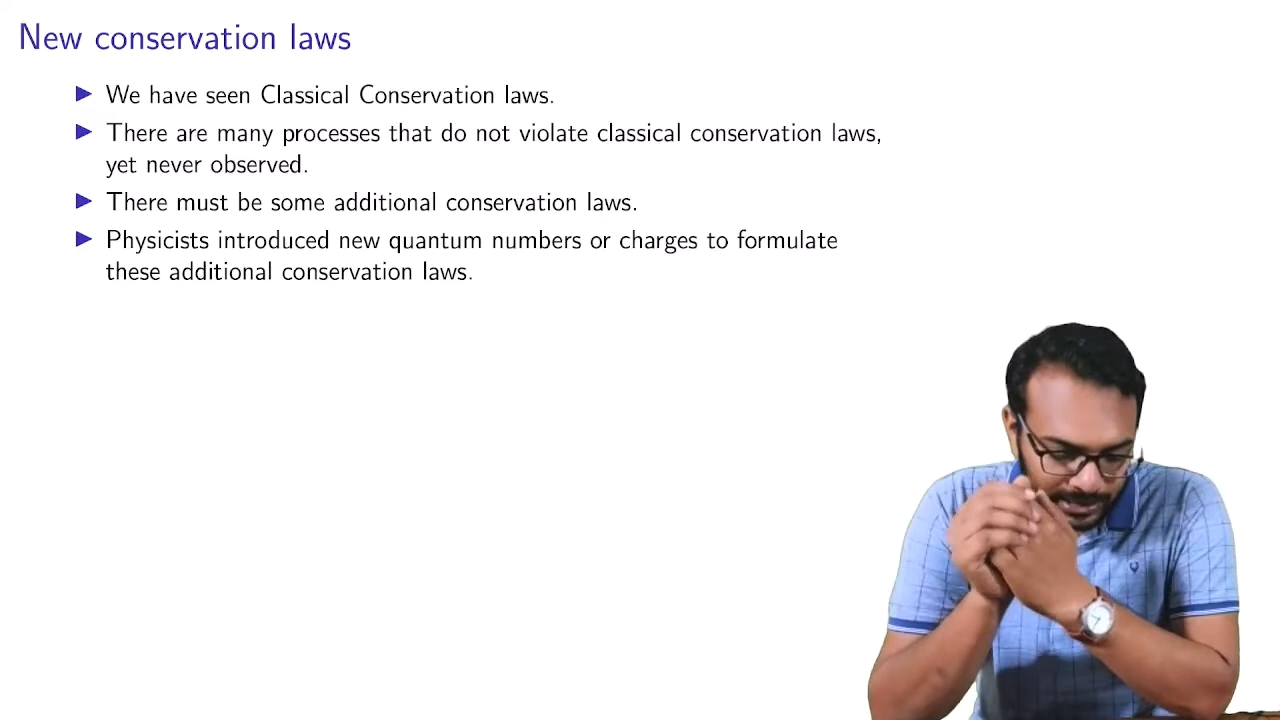 New conservation laws
We have seen Classical Conservation laws.
There are many processes that do not violate classical conservation laws,
yet never observed.
There must be some additional conservation laws.
Physicists introduced new quantum numbers or charges to formulate
these additional conservation laws.